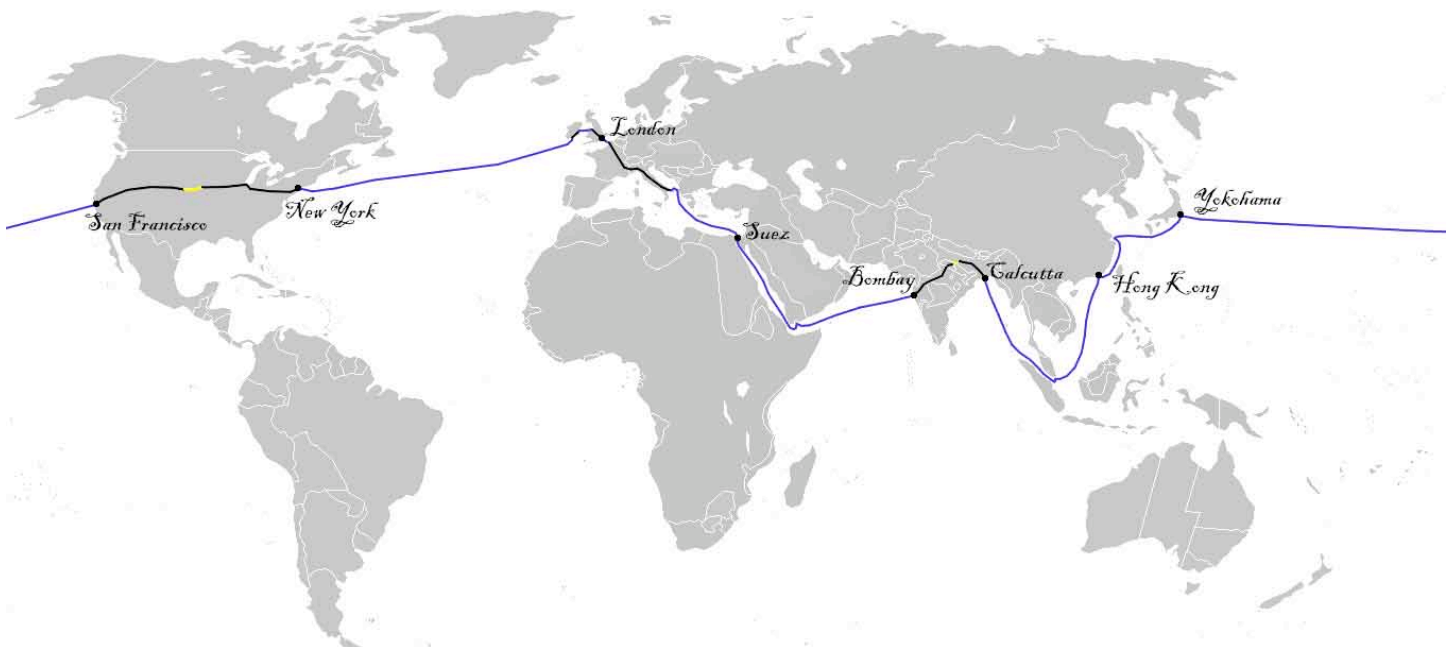 London
San Francisco
New York
Yokohama
Suez
Bombay
Calcutta
Hong Kong